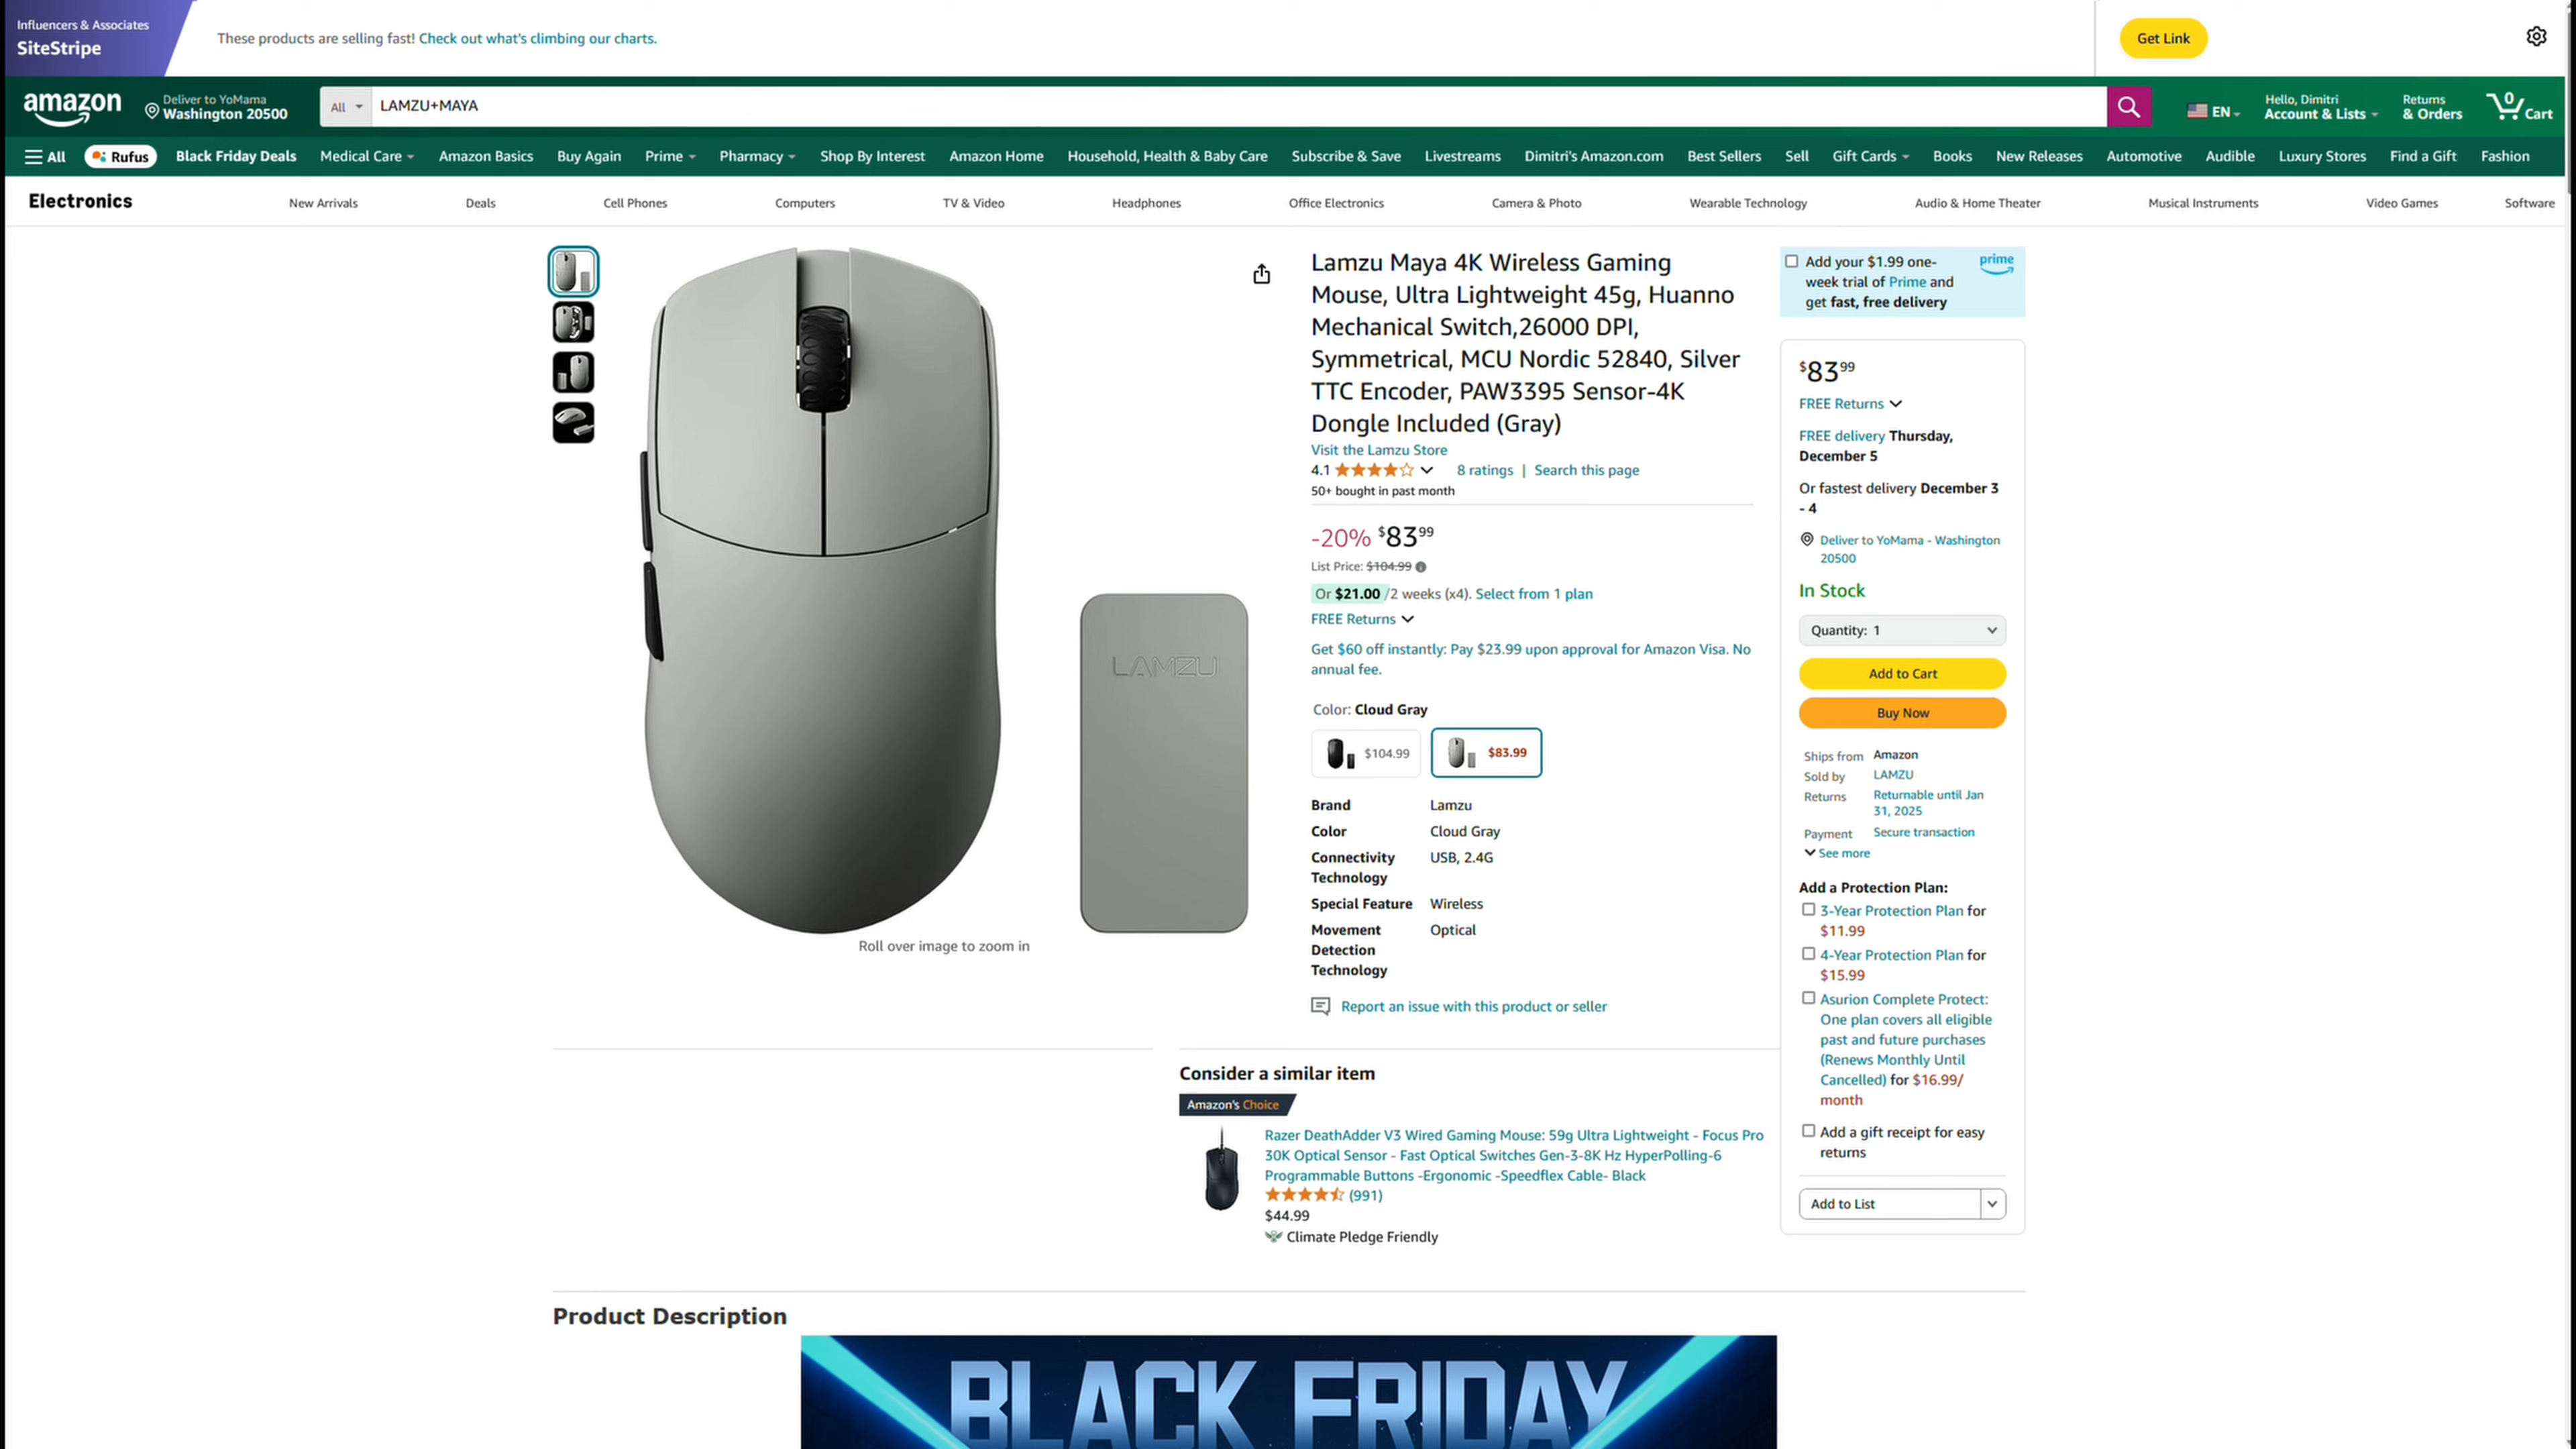 Influencers & Associates
SiteStripe
These products are selling fast! Check out what's climbing our charts.
Get Link
amazon
Deliver to YoMama
Washington 20500
All
LAMZU+MAYA
EN
Hello, Dimitri
Account & Lists
Returns
& Orders
0
Cart
All
Rufus
Black Friday Deals
Medical Care
Amazon Basics
Buy Again
Prime
Pharmacy
Shop By Interest
Amazon Home
Household, Health & Baby Care
Subscribe & Save
Livestreams
Dimitri's Amazon.com
Best Sellers
Sell
Gift Cards
Books
New Releases
Automotive
Audible
Luxury Stores
Find a Gift
Fashion
Electronics
New Arrivals
Deals
Cell Phones
Computers
TV & Video
Headphones
Office Electronics
Camera & Photo
Wearable Technology
Audio & Home Theater
Musical Instruments
Video Games
Software
LAMZU
Roll over image to zoom in
Lamzu Maya 4K Wireless Gaming
Mouse, Ultra Lightweight 45g, Huanno
Mechanical Switch,26000 DPI,
Symmetrical, MCU Nordic 52840, Silver
TTC Encoder, PAW3395 Sensor-4K
Dongle Included (Gray)
Visit the Lamzu Store
4.1
8 ratings | Search this page
50+ bought in past month
-20% $83 99
List Price: $104.99
Or $21.00 /2 weeks (x4). Select from 1 plan
FREE Returns
Get $60 off instantly: Pay $23.99 upon approval for Amazon Visa. No
annual fee.
Color: Cloud Gray
$104.99
$83.99
Brand Lamzu
Color Cloud Gray
Connectivity USB, 2.4G
Technology
Special Feature Wireless
Movement Optical
Detection
Technology
Report an issue with this product or seller
Consider a similar item
Amazon's Choice
Razer DeathAdder V3 Wired Gaming Mouse: 59g Ultra Lightweight - Focus Pro
30K Optical Sensor - Fast Optical Switches Gen-3-8K Hz HyperPolling-6
Programmable Buttons -Ergonomic -Speedflex Cable- Black
(991)
$44.99
Climate Pledge Friendly
Add your $1.99 one-
week trial of Prime and
get fast, free delivery
prime
$83 99
FREE Returns
FREE delivery Thursday,
December 5
Or fastest delivery December 3
- 4
Deliver to YoMama - Washington
20500
In Stock
Quantity: 1
Add to Cart
Buy Now
Ships from Amazon
Sold by LAMZU
Returns Returnable until Jan
31, 2025
Payment Secure transaction
See more
Add a Protection Plan:
3-Year Protection Plan for
$11.99
4-Year Protection Plan for
$15.99
Asurion Complete Protect:
One plan covers all eligible
past and future purchases
(Renews Monthly Until
Cancelled) for $16.99/
month
Add a gift receipt for easy
returns
Add to List
Product Description
BLACK FRIDAY